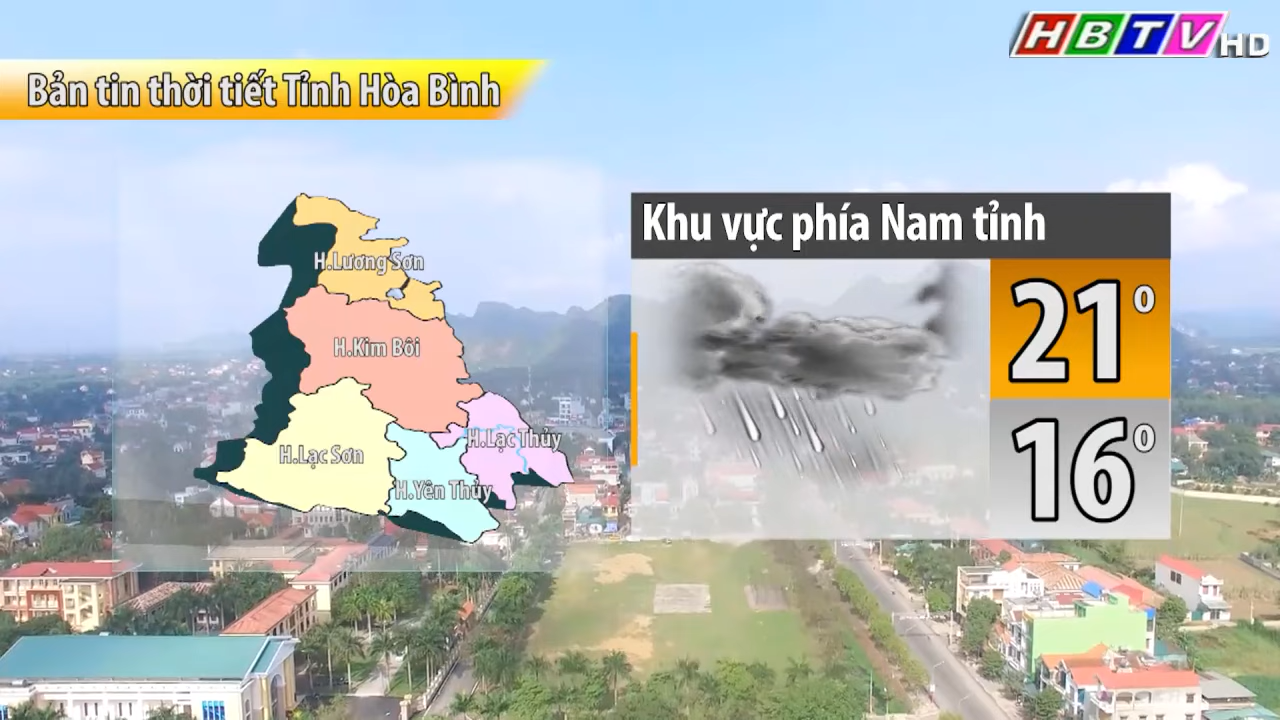 HBTV HD
Bản tin thời tiết Tỉnh Hòa Bình
Khu vực phía Nam tỉnh
21°
16°
H.Lương Sơn
H.Kim Bôi
H.Lạc Thủy
H.Lạc Sơn
H.Yên Thủy